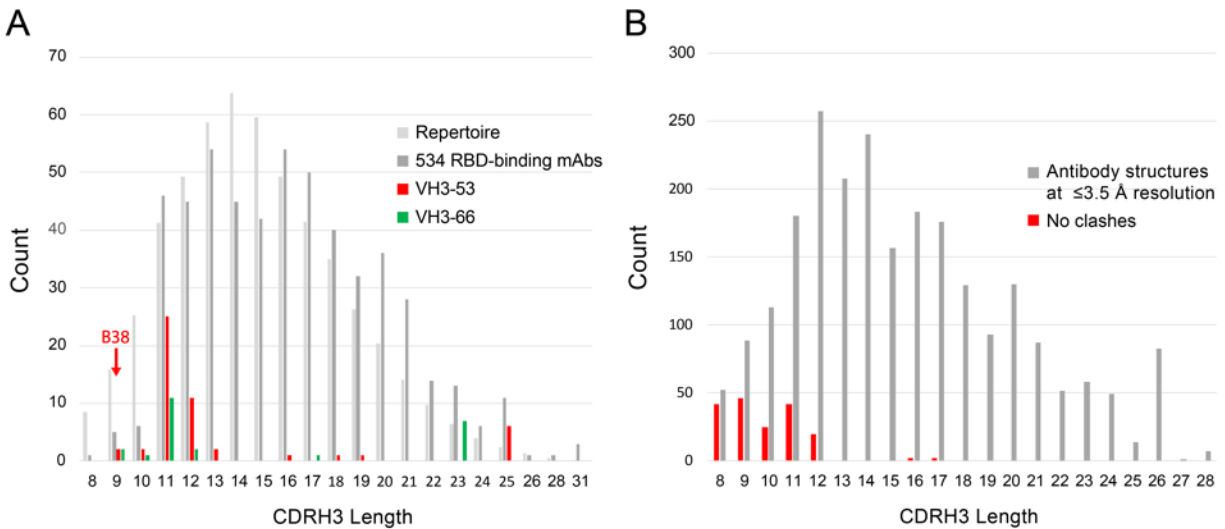 A
70
60
50
40
30
20
10
0
Count
Repertoire
534 RBD-binding mAbs
VH3-53
VH3-66
B38
8 9 10 11 12 13 14 15 16 17 18 19 20 21 22 23 24 25 26 28 31
CDRH3 Length
B
300
250
200
150
100
50
0
Count
Antibody structures
at ≤3.5 Å resolution
No clashes
8 9 10 11 12 13 14 15 16 17 18 19 20 21 22 23 24 25 26 27 28
CDRH3 Length